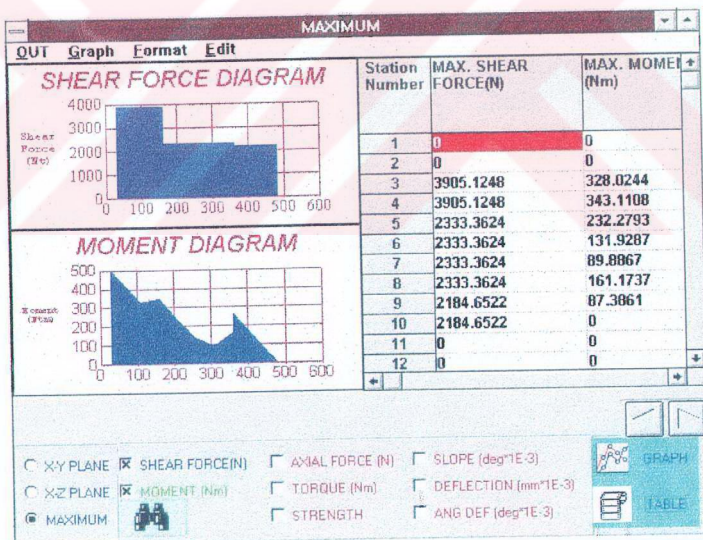 MAXIMUM
QUT Graph Format Edit
SHEAR FORCE DIAGRAM
4000
3000
2000
1000
0
Shear
Force
(Nt)
0 100 200 300 400 500 600
MOMENT DIAGRAM
500
400
300
200
100
0
Moment
(Ntm)
0 100 200 300 400 500 600
Station Number MAX. SHEAR FORCE(N) MAX. MOMEN (Nm)
1 0 0
2 0 0
3 3905.1248 328.0244
4 3905.1248 343.1108
5 2333.3624 232.2793
6 2333.3624 131.9287
7 2333.3624 89.8867
8 2333.3624 161.1737
9 2184.6522 87.3861
10 2184.6522 0
11 0 0
12 0 0
X-Y PLANE SHEAR FORCE(N) AXIAL FORCE (N) SLOPE (deg*1E-3) GRAPH
X-Z PLANE MOMENT (Nm) TORQUE (Nm) DEFLECTION (mm*1E-3) TABLE
MAXIMUM STRENGTH ANG DEF (deg*1E-3)